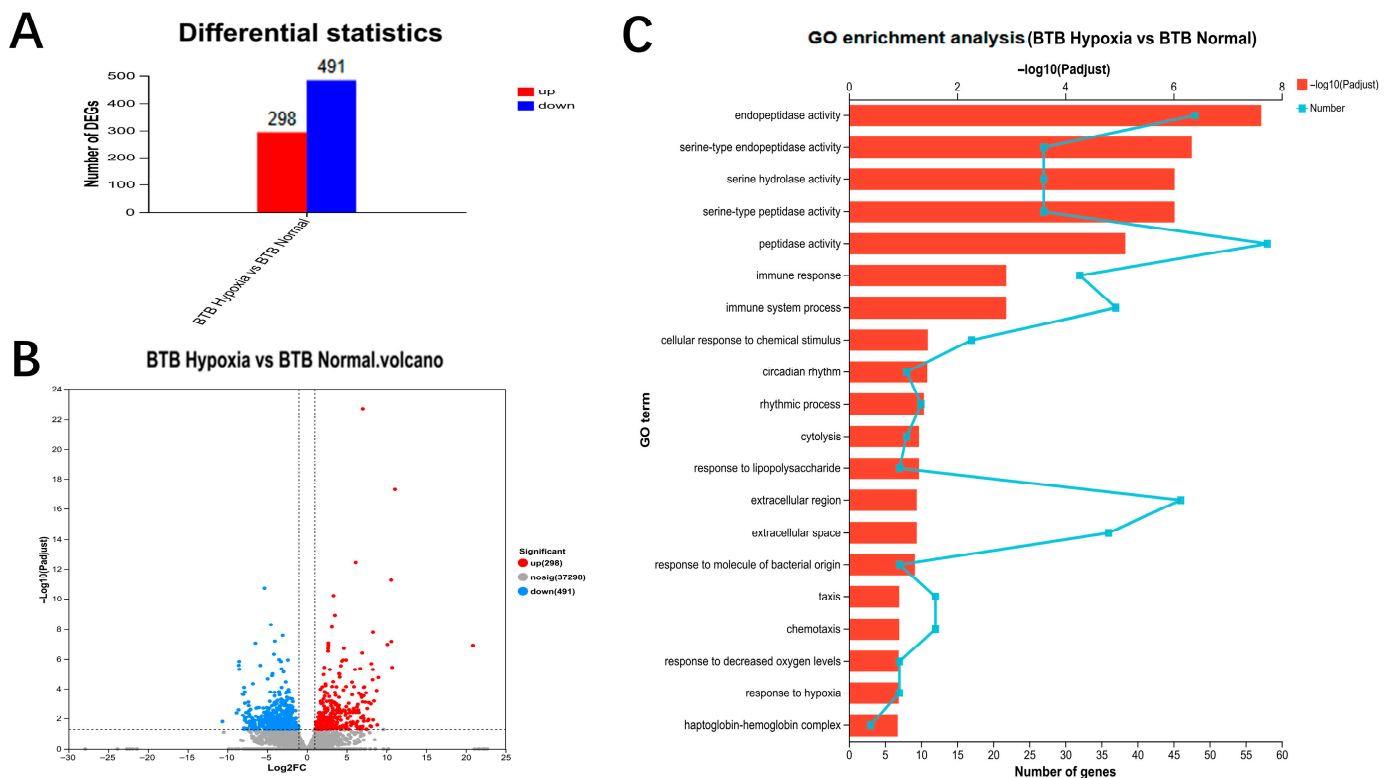 A
Differential statistics
491
298
up
down
Number of DEGs
500
400
300
200
100
0
BTB Hypoxia vs BTB Normal
B
BTB Hypoxia vs BTB Normal.volcano
−Log10(Padjust)
24
22
20
18
16
14
12
10
8
6
4
2
0
−30
−25
−20
−15
−10
−5
0
5
10
15
20
25
Log2FC
Significant
up(298)
nosig(37290)
down(491)
C
GO enrichment analysis(BTB Hypoxia vs BTB Normal)
−log10(Padjust)
0
2
4
6
8
−log10(Padjust)
Number
GO term
endopeptidase activity
serine-type endopeptidase activity
serine hydrolase activity
serine-type peptidase activity
peptidase activity
immune response
immune system process
cellular response to chemical stimulus
circadian rhythm
rhythmic process
cytolysis
response to lipopolysaccharide
extracellular region
extracellular space
response to molecule of bacterial origin
taxis
chemotaxis
response to decreased oxygen levels
response to hypoxia
haptoglobin-hemoglobin complex
0
5
10
15
20
25
30
35
40
45
50
55
60
Number of genes